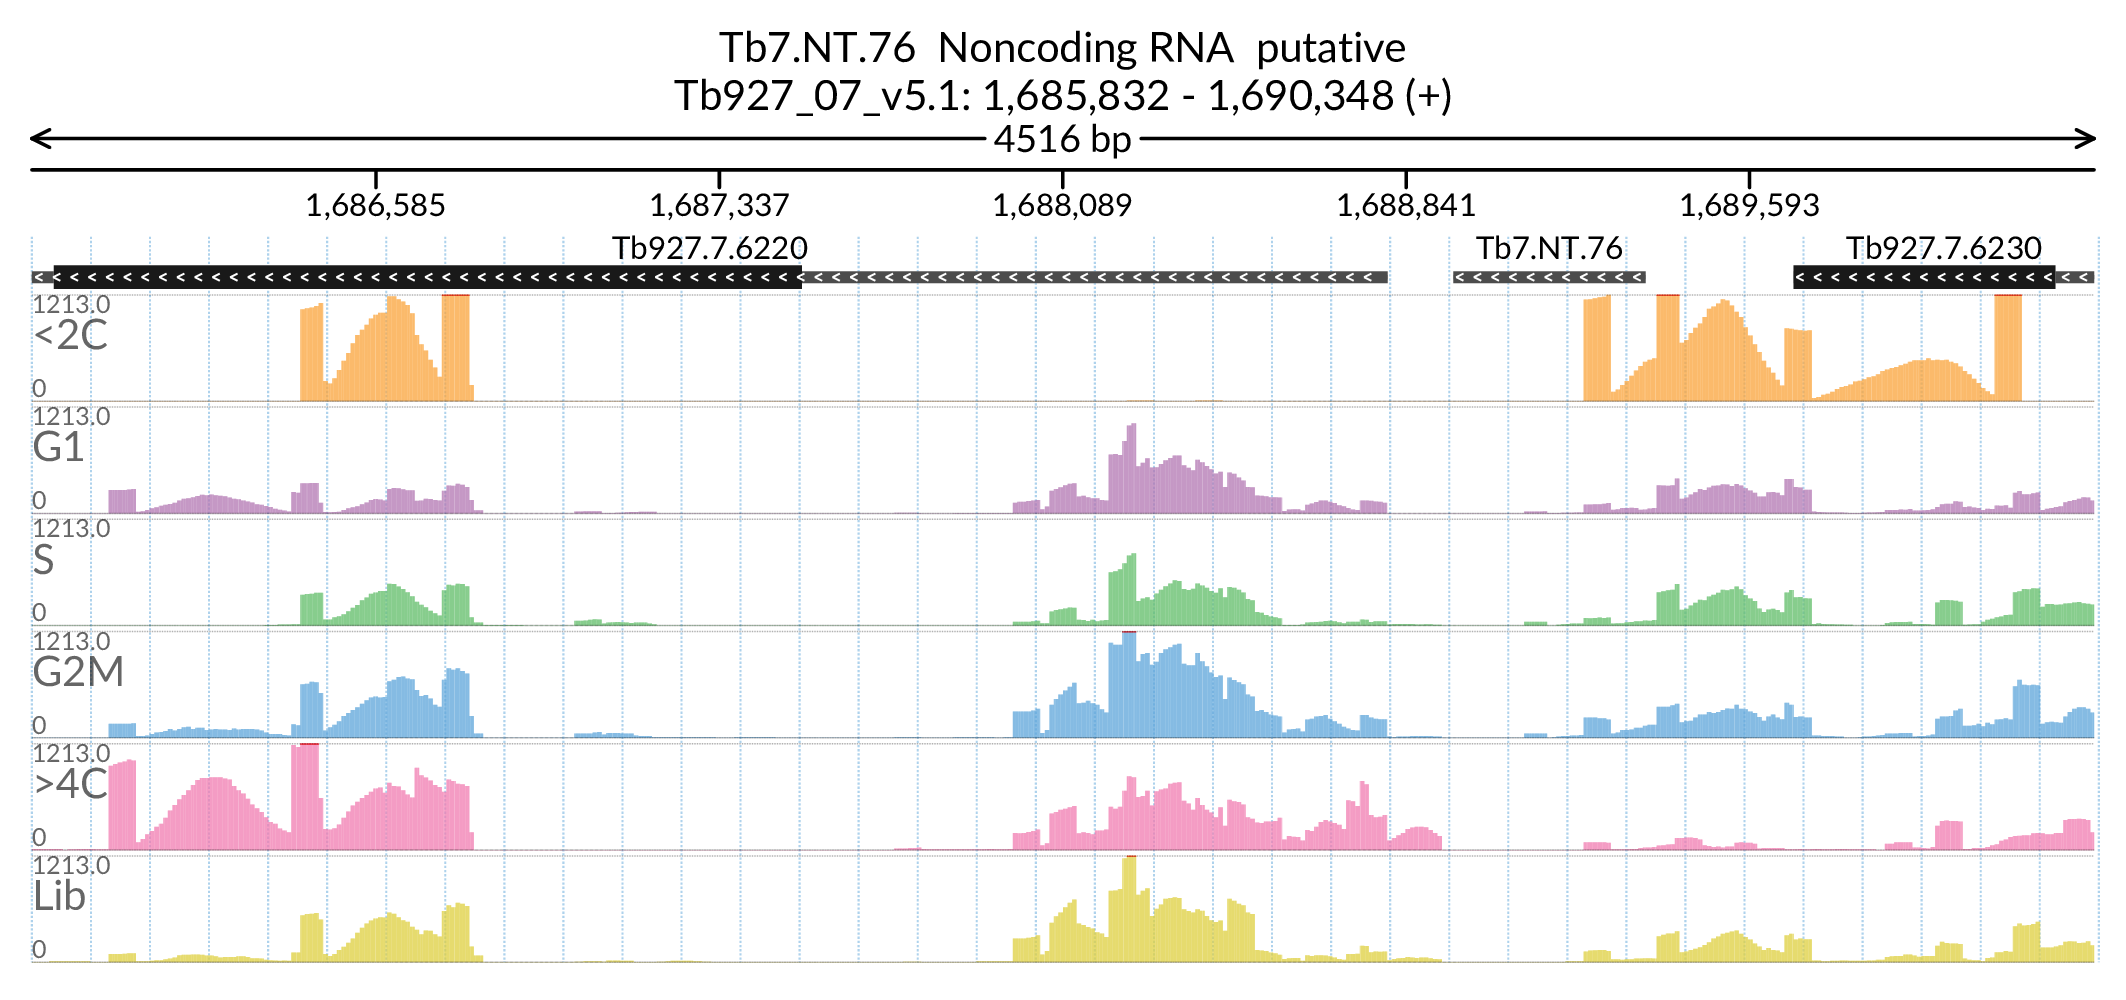 Tb7.NT.76 Noncoding RNA putative
Tb927_07_v5.1: 1,685,832 - 1,690,348 (+)
4516 bp
1,686,585 1,687,337 1,688,089 1,688,841 1,689,593
Tb927.7.6220 Tb7.NT.76 Tb927.7.6230
1213.0
<2C
0
1213.0
G1
0
1213.0
S
0
1213.0
G2M
0
1213.0
>4C
0
1213.0
Lib
0